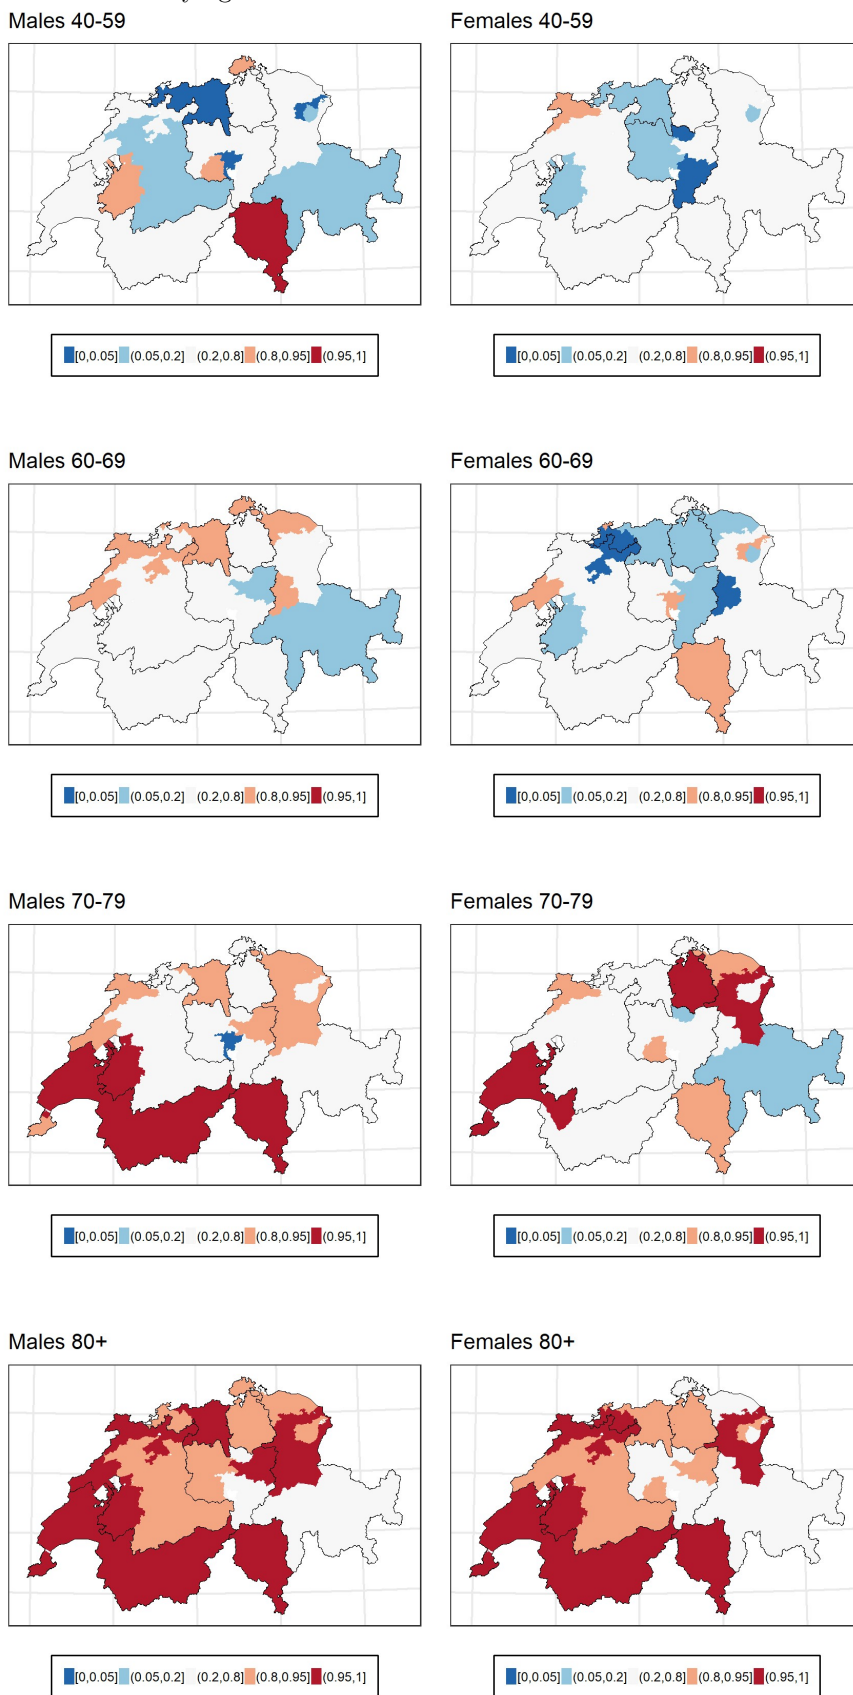 Males 40-59 Females 40-59
[0,0.05] (0.05,0.2] (0.2,0.8] (0.8,0.95] (0.95,1] [0,0.05] (0.05,0.2] (0.2,0.8] (0.8,0.95] (0.95,1]
Males 60-69 Females 60-69
[0,0.05] (0.05,0.2] (0.2,0.8] (0.8,0.95] (0.95,1] [0,0.05] (0.05,0.2] (0.2,0.8] (0.8,0.95] (0.95,1]
Males 70-79 Females 70-79
[0,0.05] (0.05,0.2] (0.2,0.8] (0.8,0.95] (0.95,1] [0,0.05] (0.05,0.2] (0.2,0.8] (0.8,0.95] (0.95,1]
Males 80+ Females 80+
[0,0.05] (0.05,0.2] (0.2,0.8] (0.8,0.95] (0.95,1] [0,0.05] (0.05,0.2] (0.2,0.8] (0.8,0.95] (0.95,1]